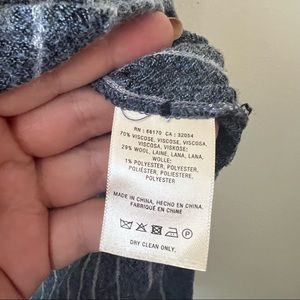 RN : 66170 CA : 32054
70% VISCOSE, VISCOSE, VISCOSA,
VISCOSA, VISKOSE;
29% WOOL, LAINE, LANA, LANA,
WOLLE;
1% POLYESTER, POLYESTER,
POLIÉSTER, POLIESTERE,
POLYESTER
MADE IN CHINA, HECHO EN CHINA,
FABRIQUÉ EN CHINE
P
DRY CLEAN ONLY.